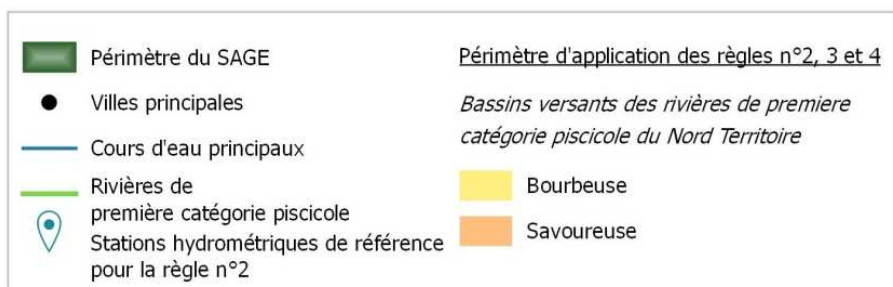 Périmètre du SAGE
Villes principales
Cours d'eau principaux
Rivières de
première catégorie piscicole
Stations hydrométriques de référence
pour la règle n°2
Périmètre d'application des règles n°2, 3 et 4
Bassins versants des rivières de premiere
catégorie piscicole du Nord Territoire
Bourbeuse
Savoureuse